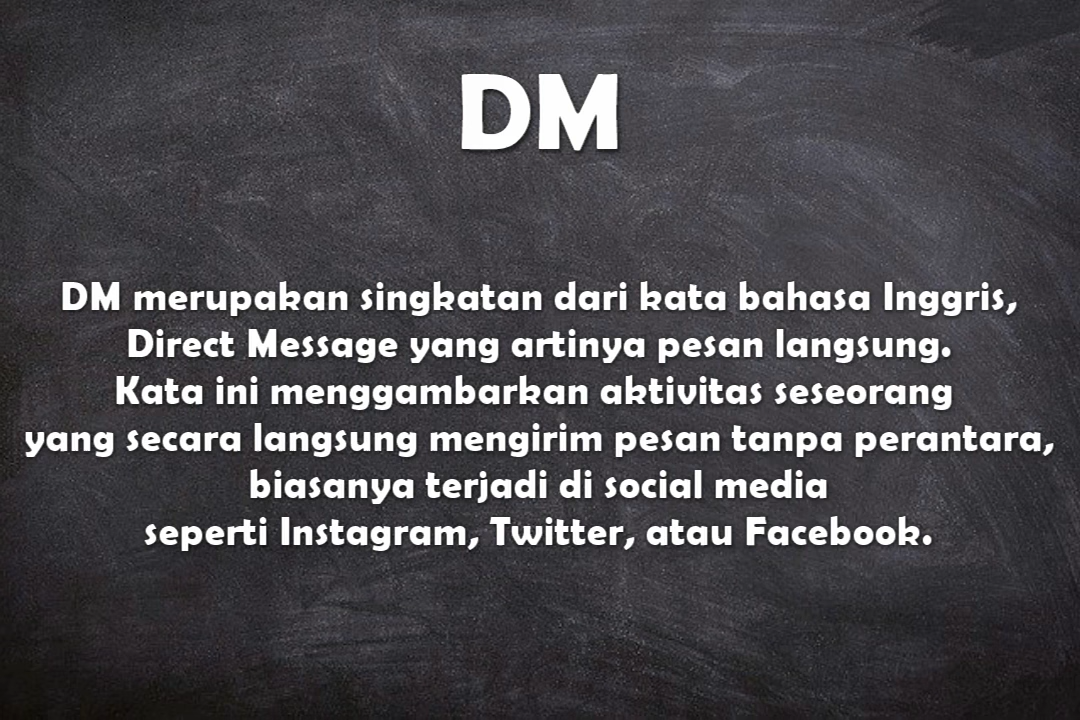 DM
DM merupakan singkatan dari kata bahasa Inggris,
Direct Message yang artinya pesan langsung.
Kata ini menggambarkan aktivitas seseorang
yang secara langsung mengirim pesan tanpa perantara,
biasanya terjadi di social media
seperti Instagram, Twitter, atau Facebook.